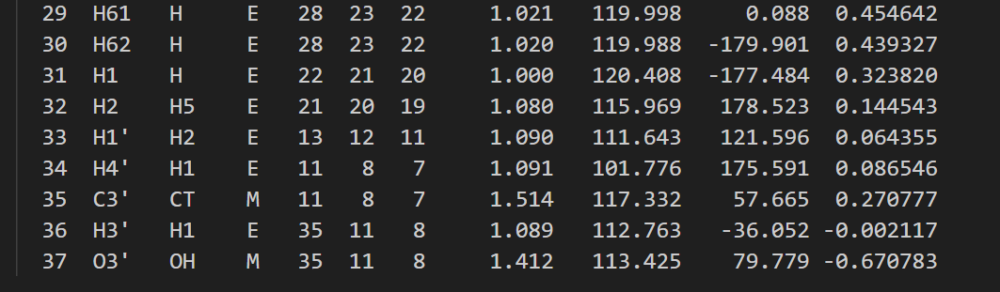 29 H61 H E 28 23 22 1.021 119.998 0.088 0.454642
30 H62 H E 28 23 22 1.020 119.988 -179.901 0.439327
31 H1 H E 22 21 20 1.000 120.408 -177.484 0.323820
32 H2 H5 E 21 20 19 1.080 115.969 178.523 0.144543
33 H1' H2 E 13 12 11 1.090 111.643 121.596 0.064355
34 H4' H1 E 11 8 7 1.091 101.776 175.591 0.086546
35 C3' CT M 11 8 7 1.514 117.332 57.665 0.270777
36 H3' H1 E 35 11 8 1.089 112.763 -36.052 -0.002117
37 O3' OH M 35 11 8 1.412 113.425 79.779 -0.670783